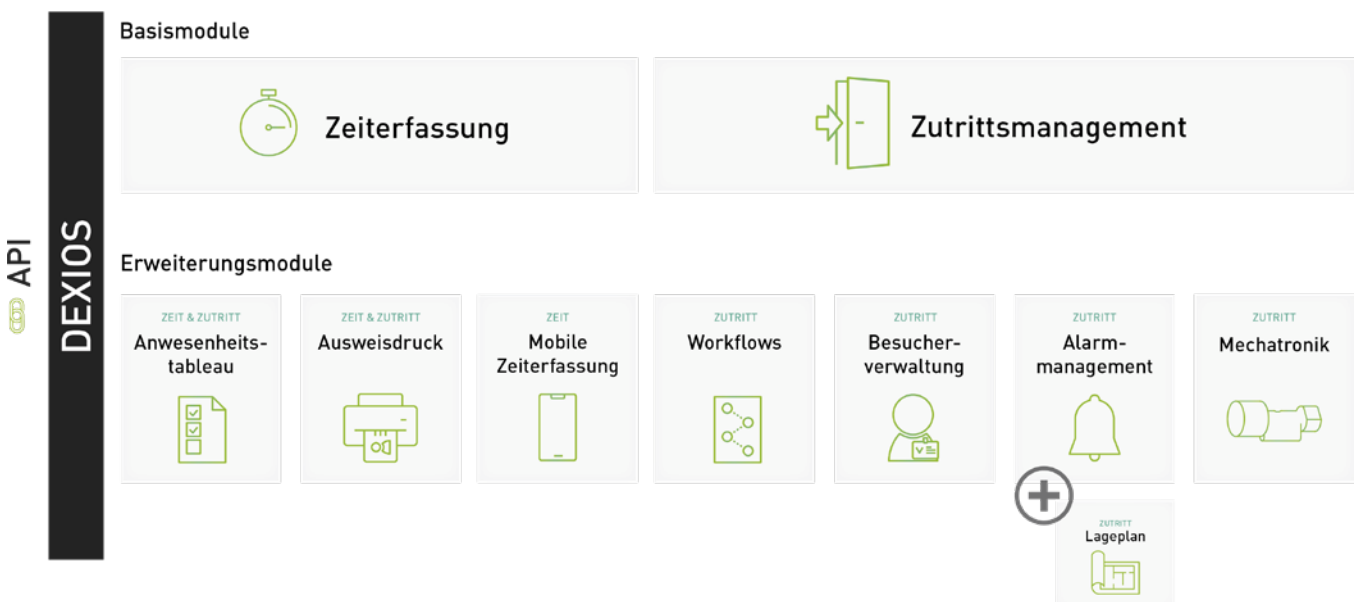 API
DEXIOS
Basismodule
Zeiterfassung
Zutrittsmanagement
Erweiterungsmodule
ZEIT & ZUTRITT
Anwesenheits-
tableau
ZEIT & ZUTRITT
Ausweisdruck
ZEIT
Mobile
Zeiterfassung
ZUTRITT
Workflows
ZUTRITT
Besucher-
verwaltung
ZUTRITT
Alarm-
management
ZUTRITT
Mechatronik
ZUTRITT
Lageplan